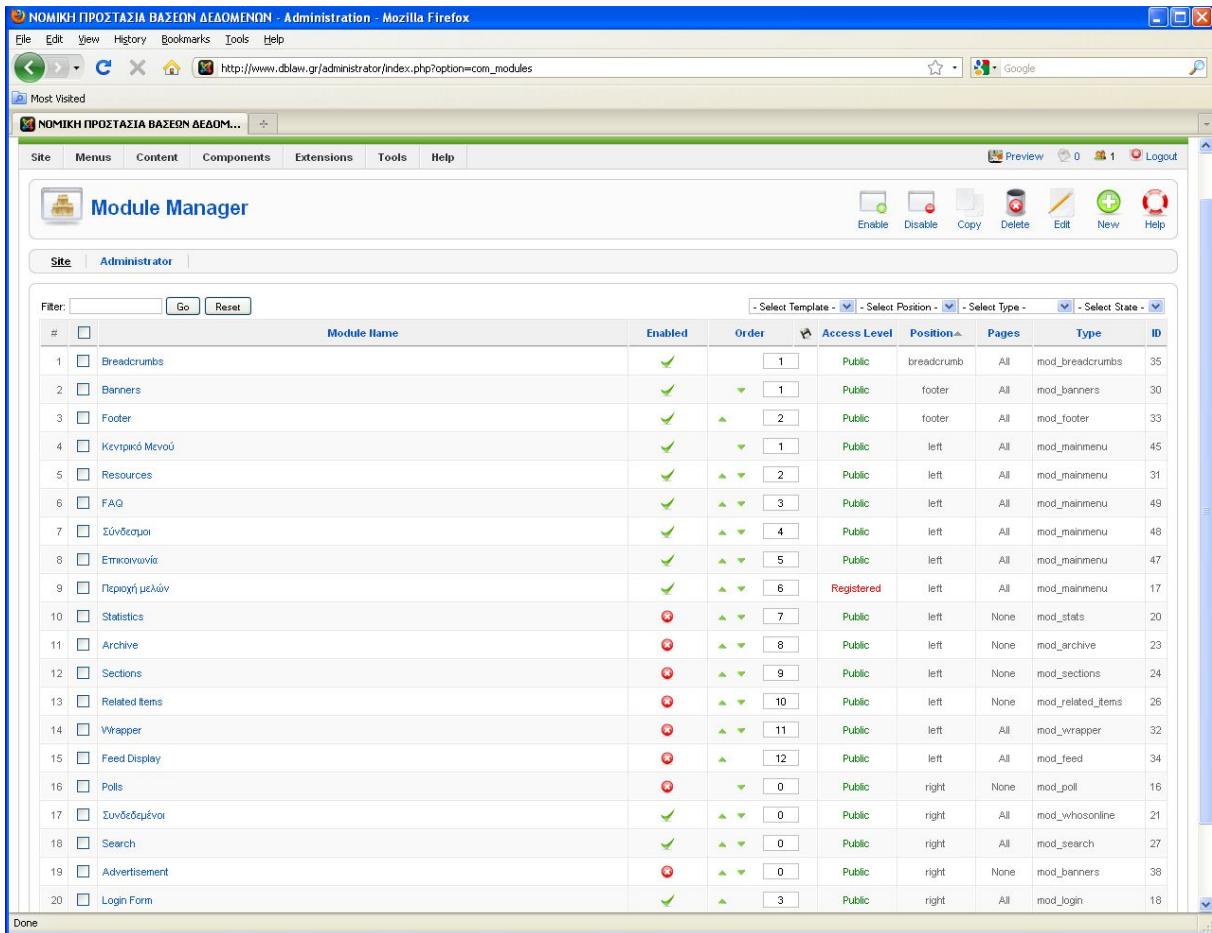 ΝΟΜΙΚΗ ΠΡΟΣΤΑΣΙΑ ΒΑΣΕΩΝ ΔΕΔΟΜΕΝΩΝ - Administration - Mozilla Firefox
File Edit View History Bookmarks Tools Help
http://www.dblaw.gr/administrator/index.php?option=com_modules Google
Most Visited
ΝΟΜΙΚΗ ΠΡΟΣΤΑΣΙΑ ΒΑΣΕΩΝ ΔΕΔΟΜ...
Site Menus Content Components Extensions Tools Help Preview 0 1 Logout
Module Manager
Enable Disable Copy Delete Edit New Help
Site Administrator
Filter: Go Reset - Select Template - - Select Position - - Select Type - - Select State -
# Module Name Enabled Order Access Level Position Pages Type ID
1 Breadcrumbs 1 Public breadcrumb All mod_breadcrumbs 35
2 Banners 1 Public footer All mod_banners 30
3 Footer 2 Public footer All mod_footer 33
4 Κεντρικό Μενού 1 Public left All mod_mainmenu 45
5 Resources 2 Public left All mod_mainmenu 31
6 FAQ 3 Public left All mod_mainmenu 49
7 Σύνδεσμοι 4 Public left All mod_mainmenu 48
8 Επικοινωνία 5 Public left All mod_mainmenu 47
9 Περιοχή μελών 6 Registered left All mod_mainmenu 17
10 Statistics 7 Public left None mod_stats 20
11 Archive 8 Public left None mod_archive 23
12 Sections 9 Public left None mod_sections 24
13 Related Items 10 Public left None mod_related_items 26
14 Wrapper 11 Public left All mod_wrapper 32
15 Feed Display 12 Public left All mod_feed 34
16 Polls 0 Public right None mod_poll 16
17 Συνδεδεμένοι 0 Public right All mod_whosonline 21
18 Search 0 Public right All mod_search 27
19 Advertisement 0 Public right None mod_banners 38
20 Login Form 3 Public right All mod_login 18
Done